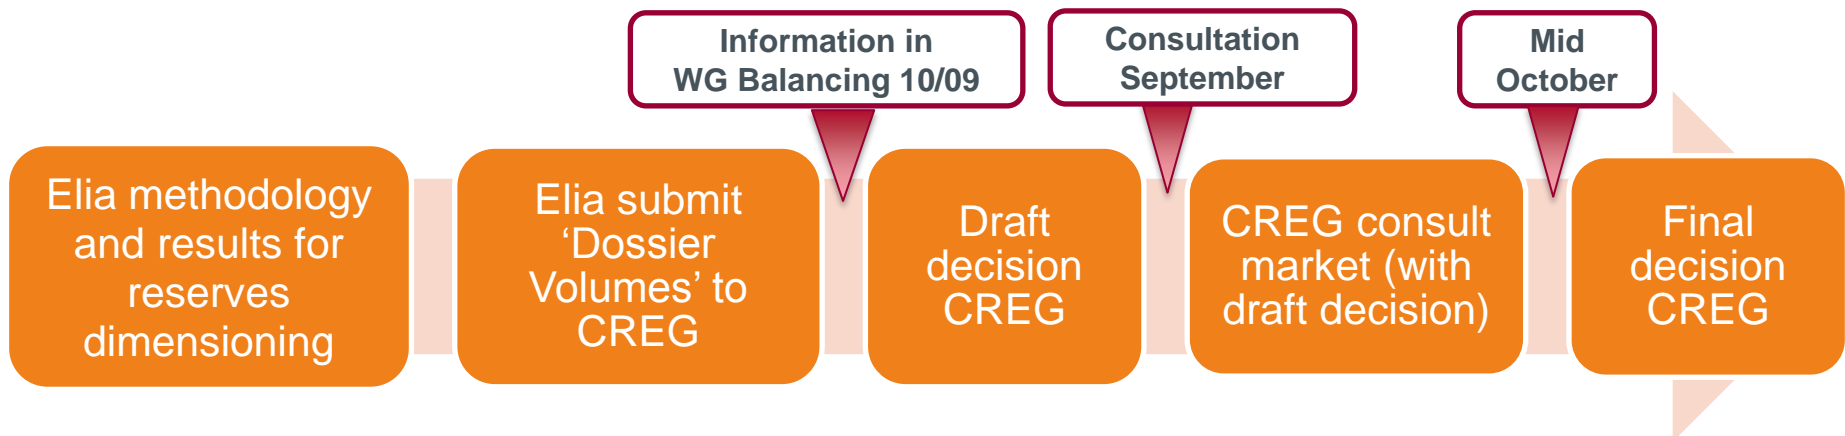 Information in
WG Balancing 10/09
Consultation
September
Mid
October
Elia methodology
and results for
reserves
dimensioning
Elia submit
‘Dossier
Volumes’ to
CREG
Draft
decision
CREG
CREG consult
market (with
draft decision)
Final
decision
CREG